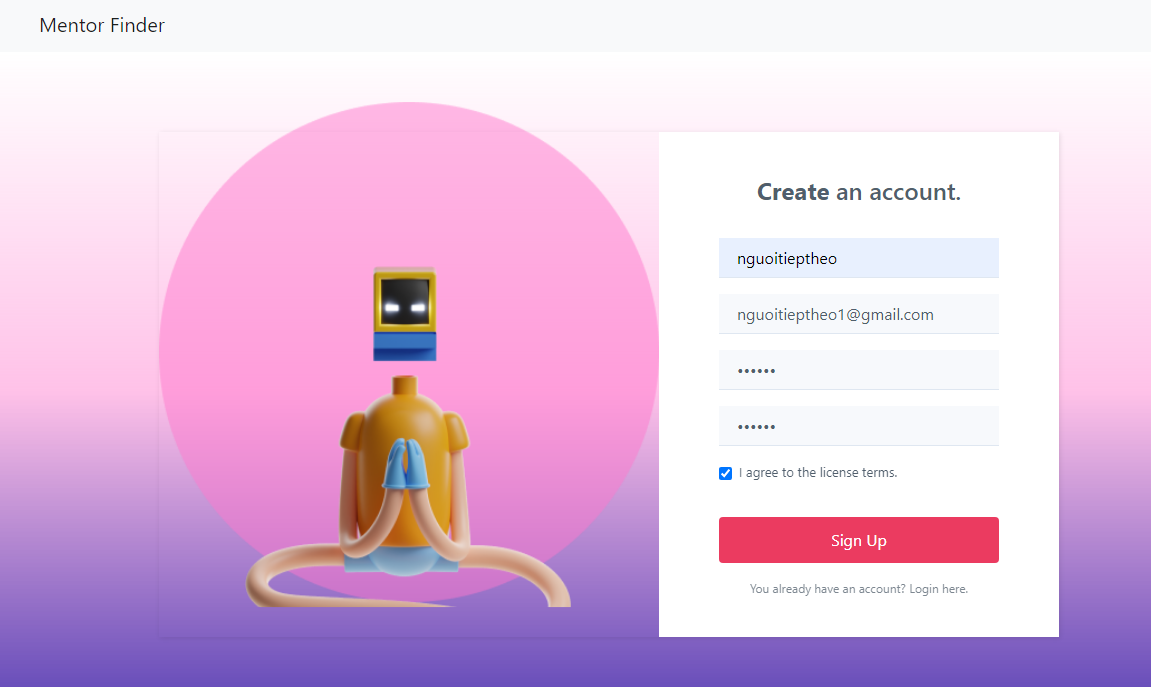 Mentor Finder
Create an account.
nguoitieptheo
nguoitieptheo1@gmail.com
••••••
••••••
I agree to the license terms.
Sign Up
You already have an account? Login here.